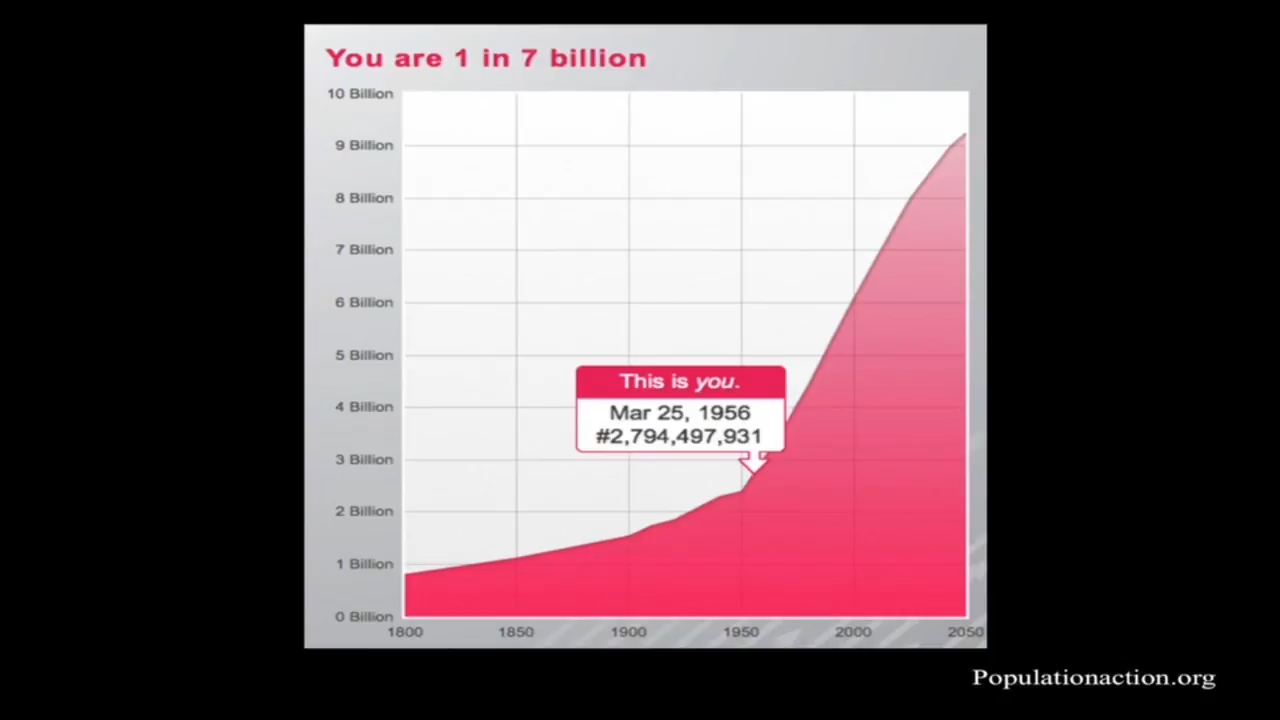 You are 1 in 7 billion
10 Billion
9 Billion
8 Billion
7 Billion
6 Billion
5 Billion
4 Billion
3 Billion
2 Billion
1 Billion
0 Billion
This is you.
Mar 25, 1956
#2,794,497,931
1800 1850 1900 1950 2000 2050
Populationaction.org